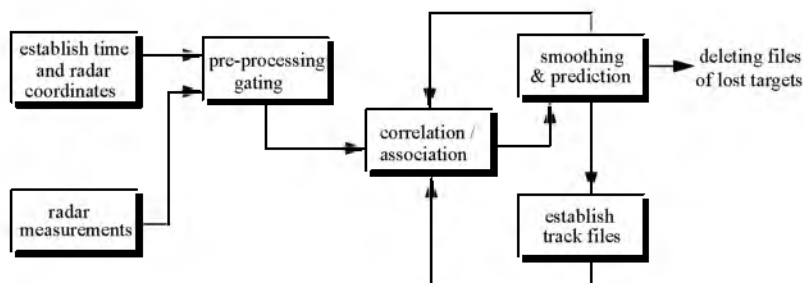 establish time
and radar
coordinates
pre-processing
gating
smoothing
& prediction
deleting files
of lost targets
correlation /
association
radar
measurements
establish
track files